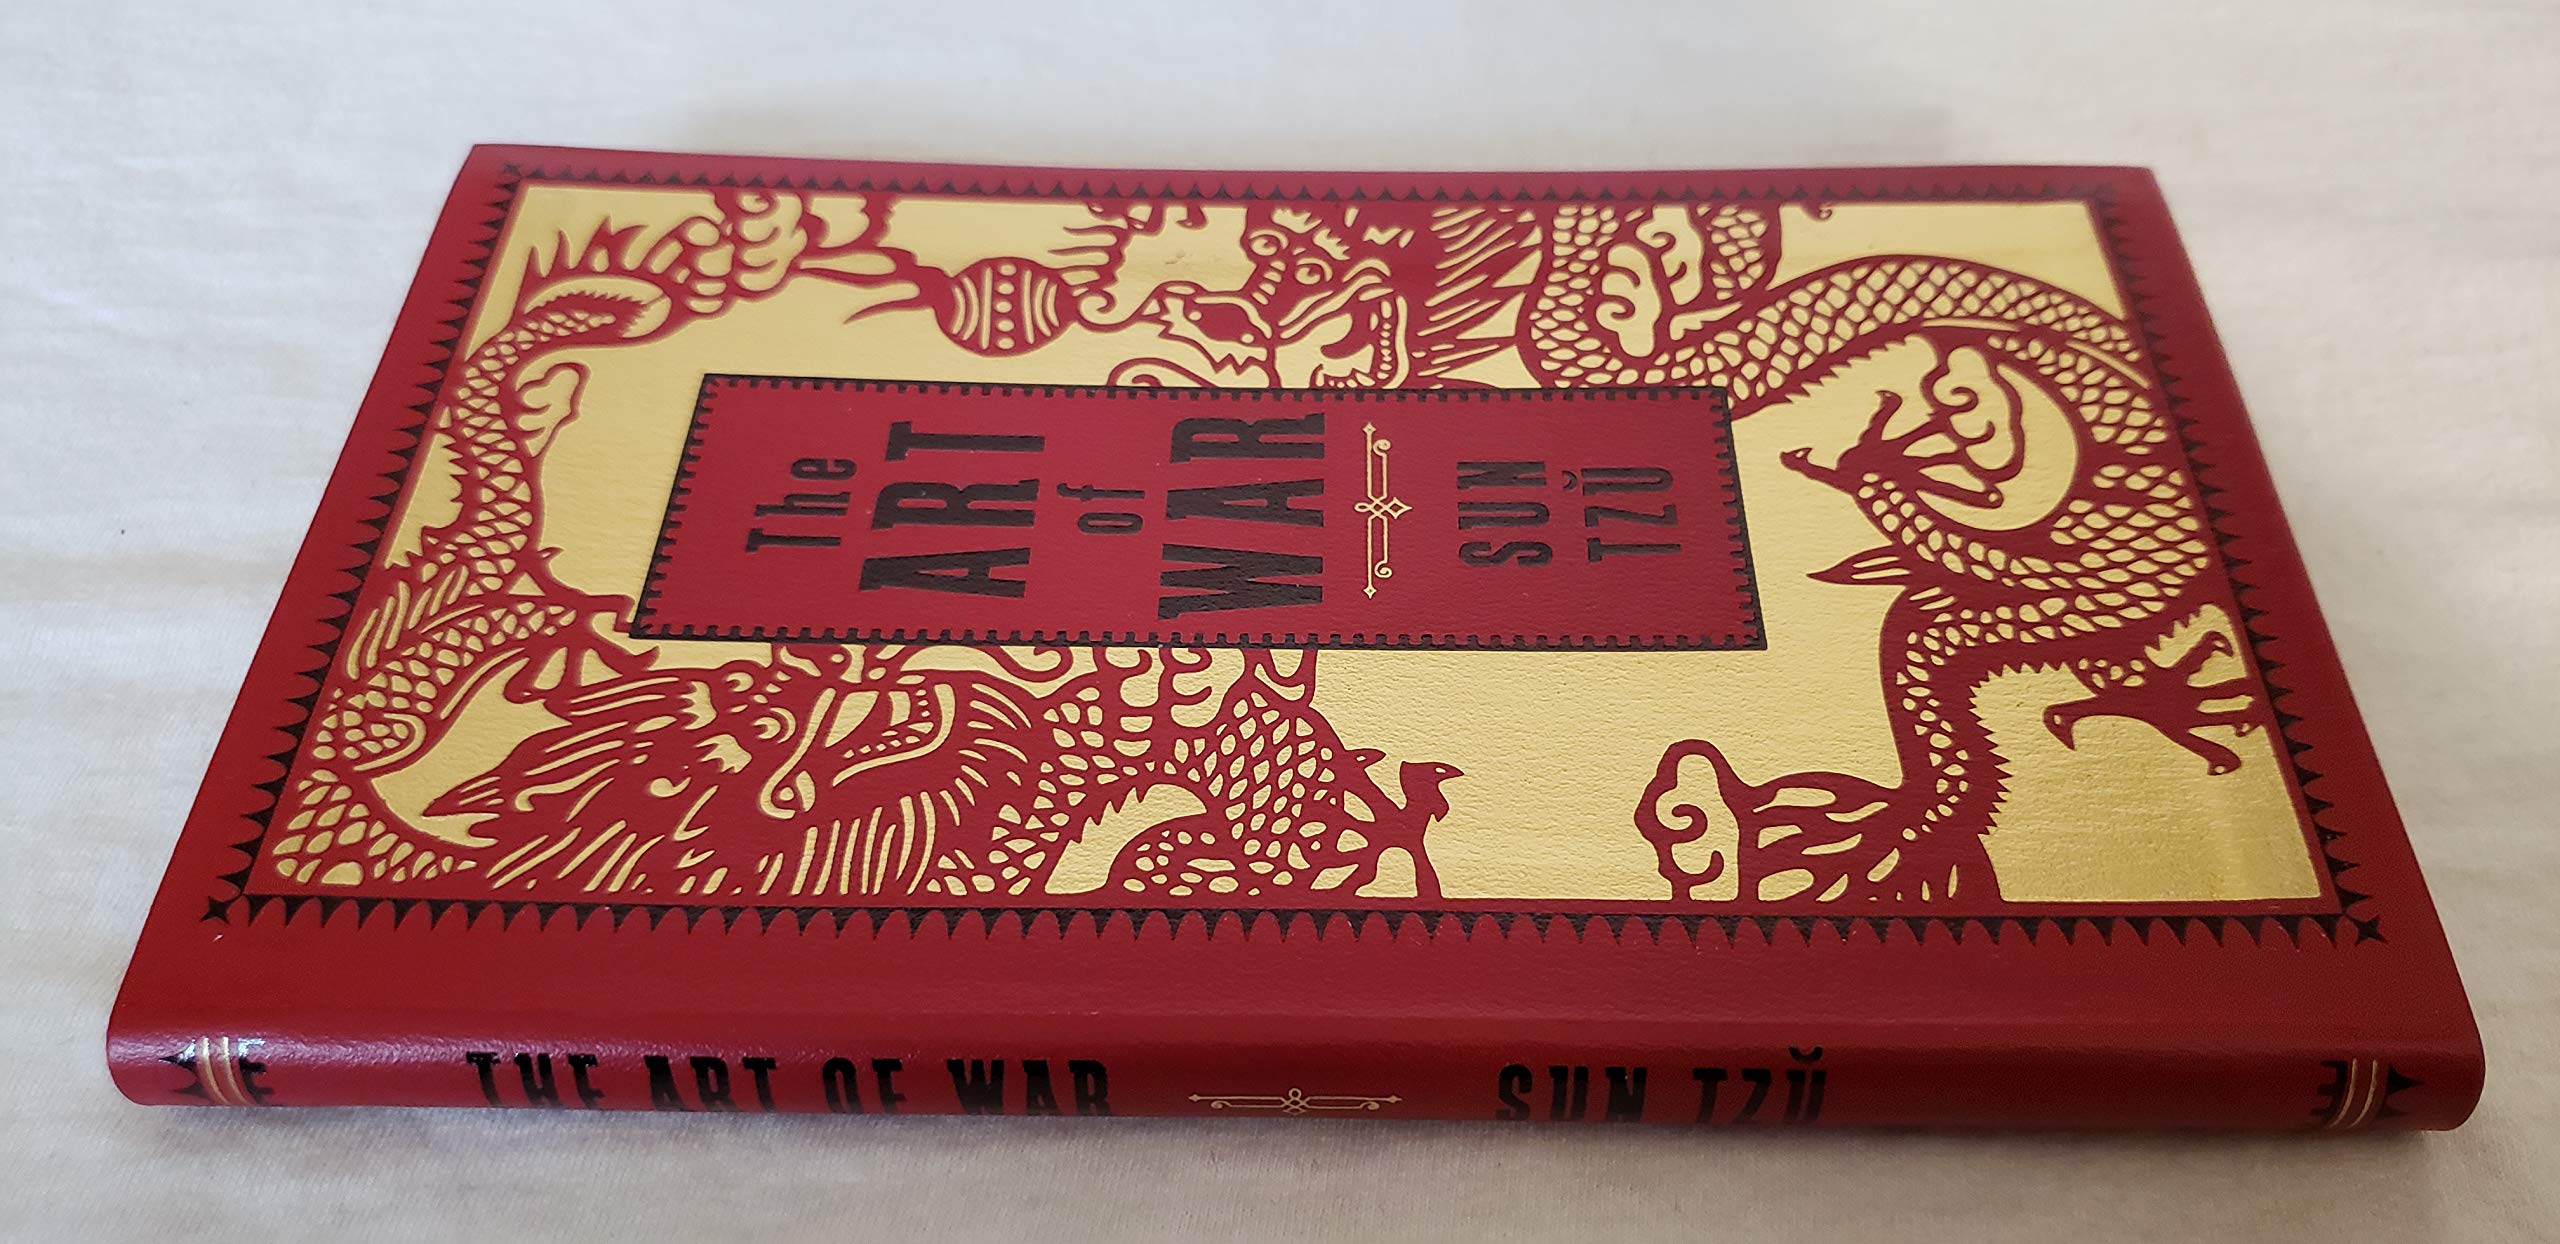 The
ART
of
WAR
SUN
TZŬ
THE ART OF WAR SUN TZŬ